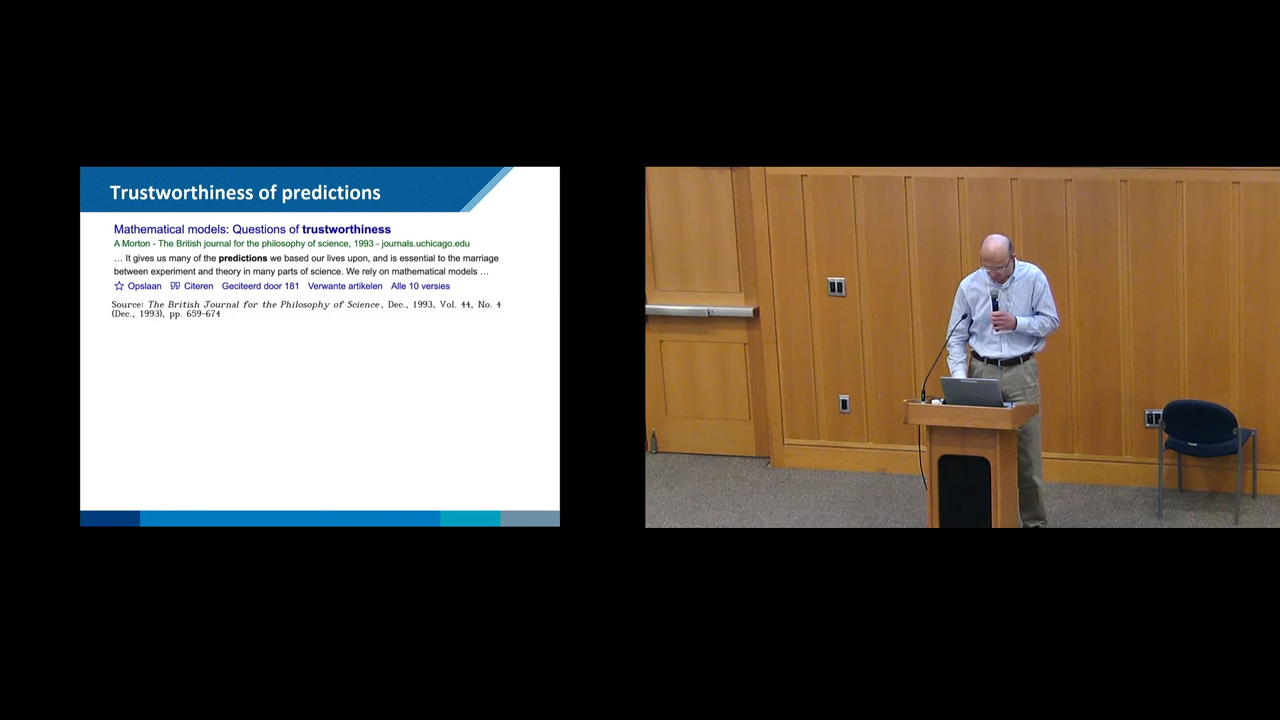 Trustworthiness of predictions
Mathematical models: Questions of trustworthiness
A Morton - The British journal for the philosophy of science, 1993 - journals.uchicago.edu
… It gives us many of the predictions we based our lives upon, and is essential to the marriage
between experiment and theory in many parts of science. We rely on mathematical models …
Opslaan Citeren Geciteerd door 181 Verwante artikelen Alle 10 versies
Source: The British Journal for the Philosophy of Science, Dec., 1993, Vol. 44, No. 4
(Dec., 1993), pp. 659-674